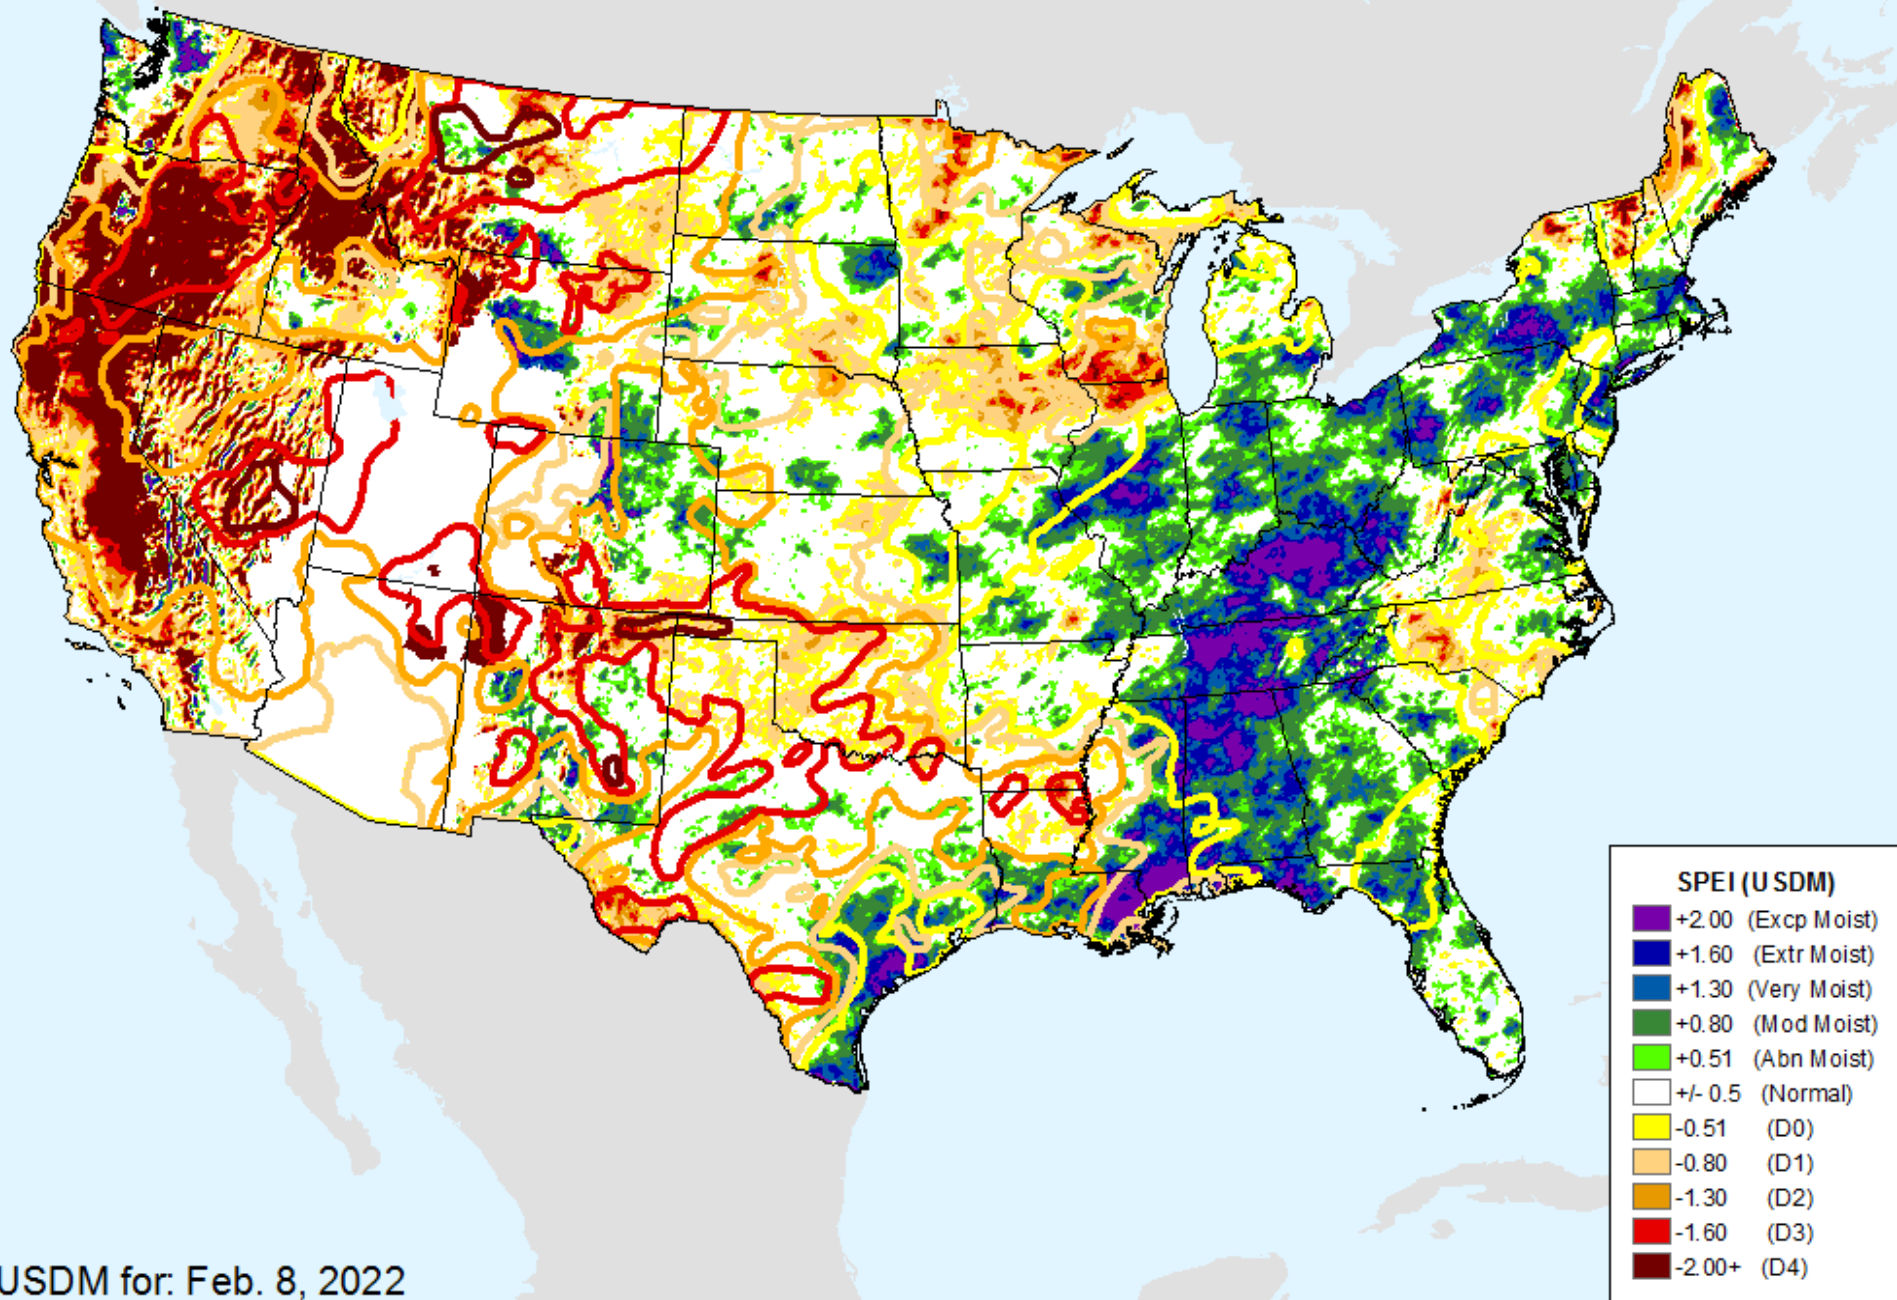 SPEI (USDM)
+2.00 (Excp Moist)
+1.60 (Extr Moist)
+1.30 (Very Moist)
+0.80 (Mod Moist)
+0.51 (Abn Moist)
+/- 0.5 (Normal)
-0.51 (D0)
-0.80 (D1)
-1.30 (D2)
-1.60 (D3)
-2.00+ (D4)
USDM for: Feb. 8, 2022